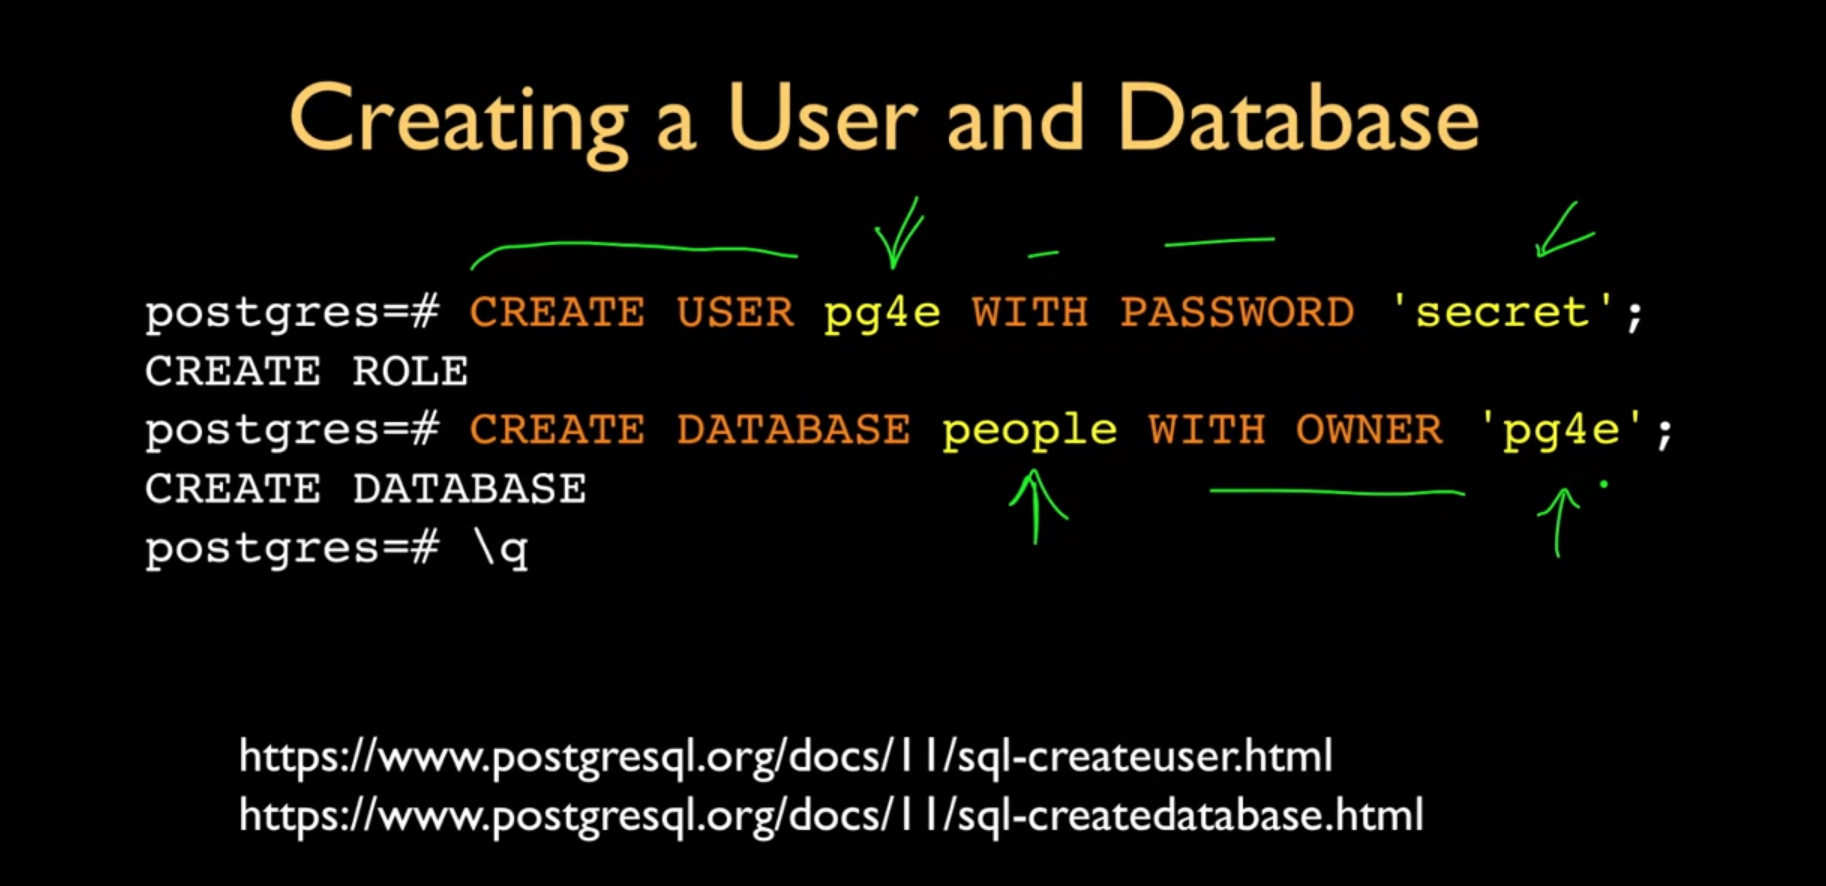 Creating a User and Database
postgres=# CREATE USER pg4e WITH PASSWORD 'secret';
CREATE ROLE
postgres=# CREATE DATABASE people WITH OWNER 'pg4e';
CREATE DATABASE
postgres=# \q
https://www.postgresql.org/docs/11/sql-createuser.html
https://www.postgresql.org/docs/11/sql-createdatabase.html